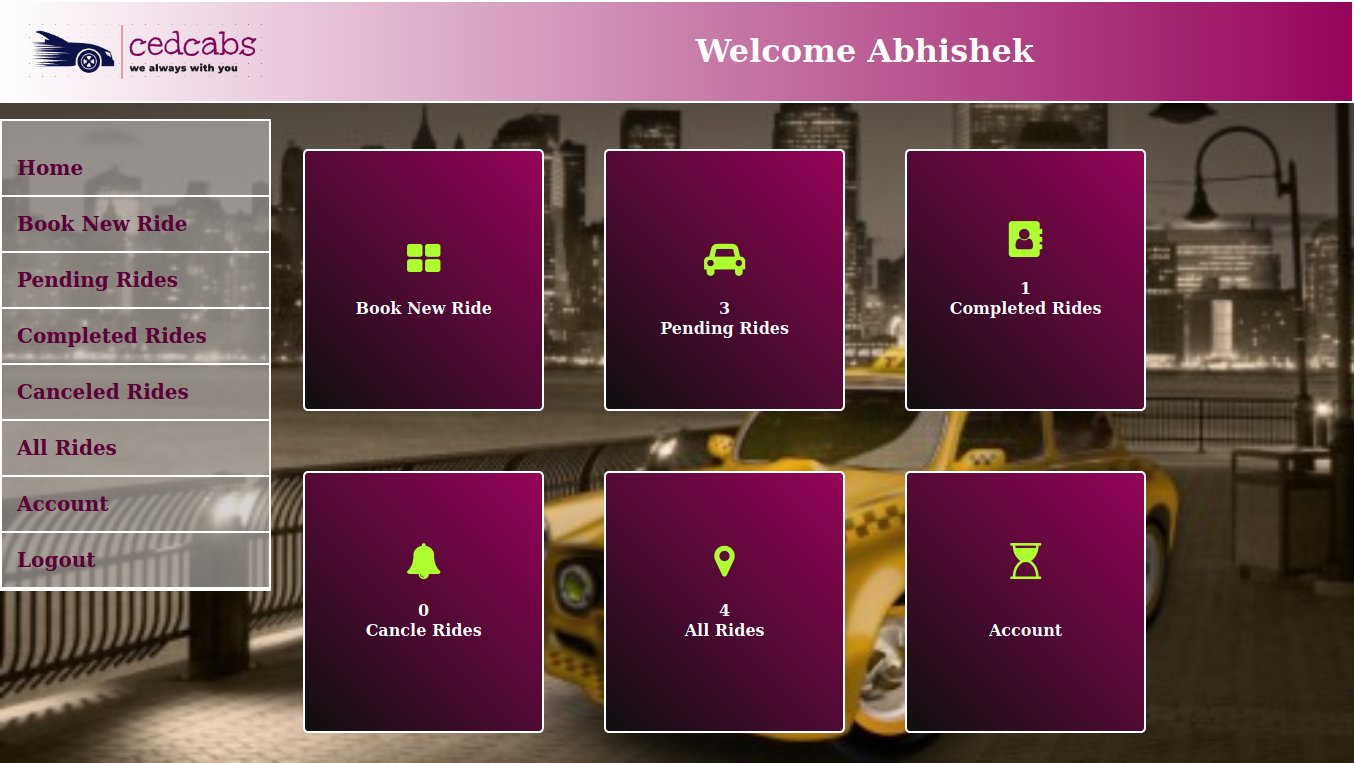 cedcabs
we always with you
Welcome Abhishek
Home
Book New Ride
Pending Rides
Completed Rides
Canceled Rides
All Rides
Account
Logout
Book New Ride
3
Pending Rides
1
Completed Rides
0
Cancle Rides
4
All Rides
Account